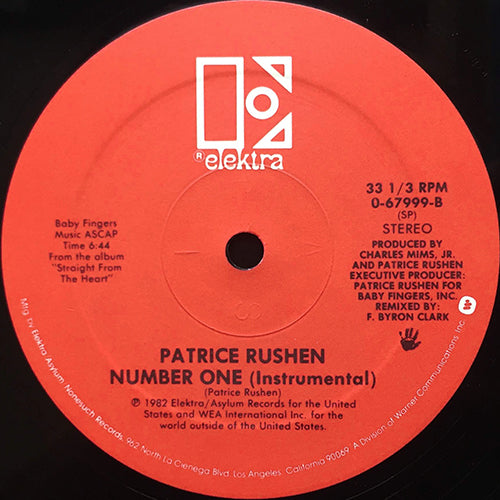 ® elektra
33 1/3 RPM
0-67999-B
(SP)
STEREO
Baby Fingers
Music ASCAP
Time 6:44
From the album
"Straight From
The Heart"
PRODUCED BY
CHARLES MIMS, JR.
AND PATRICE RUSHEN
EXECUTIVE PRODUCER:
PATRICE RUSHEN FOR
BABY FINGERS, INC.
REMIXED BY:
F. BYRON CLARK
PATRICE RUSHEN
NUMBER ONE (Instrumental)
(Patrice Rushen)
℗ 1982 Elektra/Asylum Records for the United
States and WEA International Inc. for the
world outside of the United States.
Mfg. by Elektra/Asylum/Nonesuch Records, 962 North La Cienega Blvd. Los Angeles, California 90069. A Division of Warner Communications Inc.